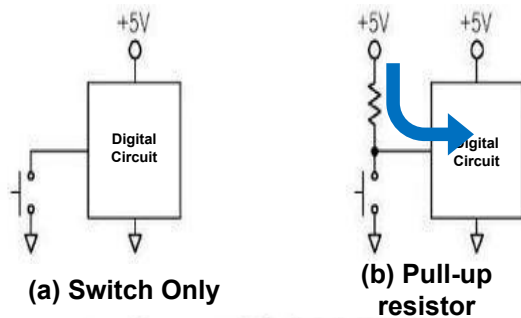 +5V
Digital
Circuit
(a) Switch Only
+5V
+5V
Digital
Circuit
(b) Pull-up
resistor